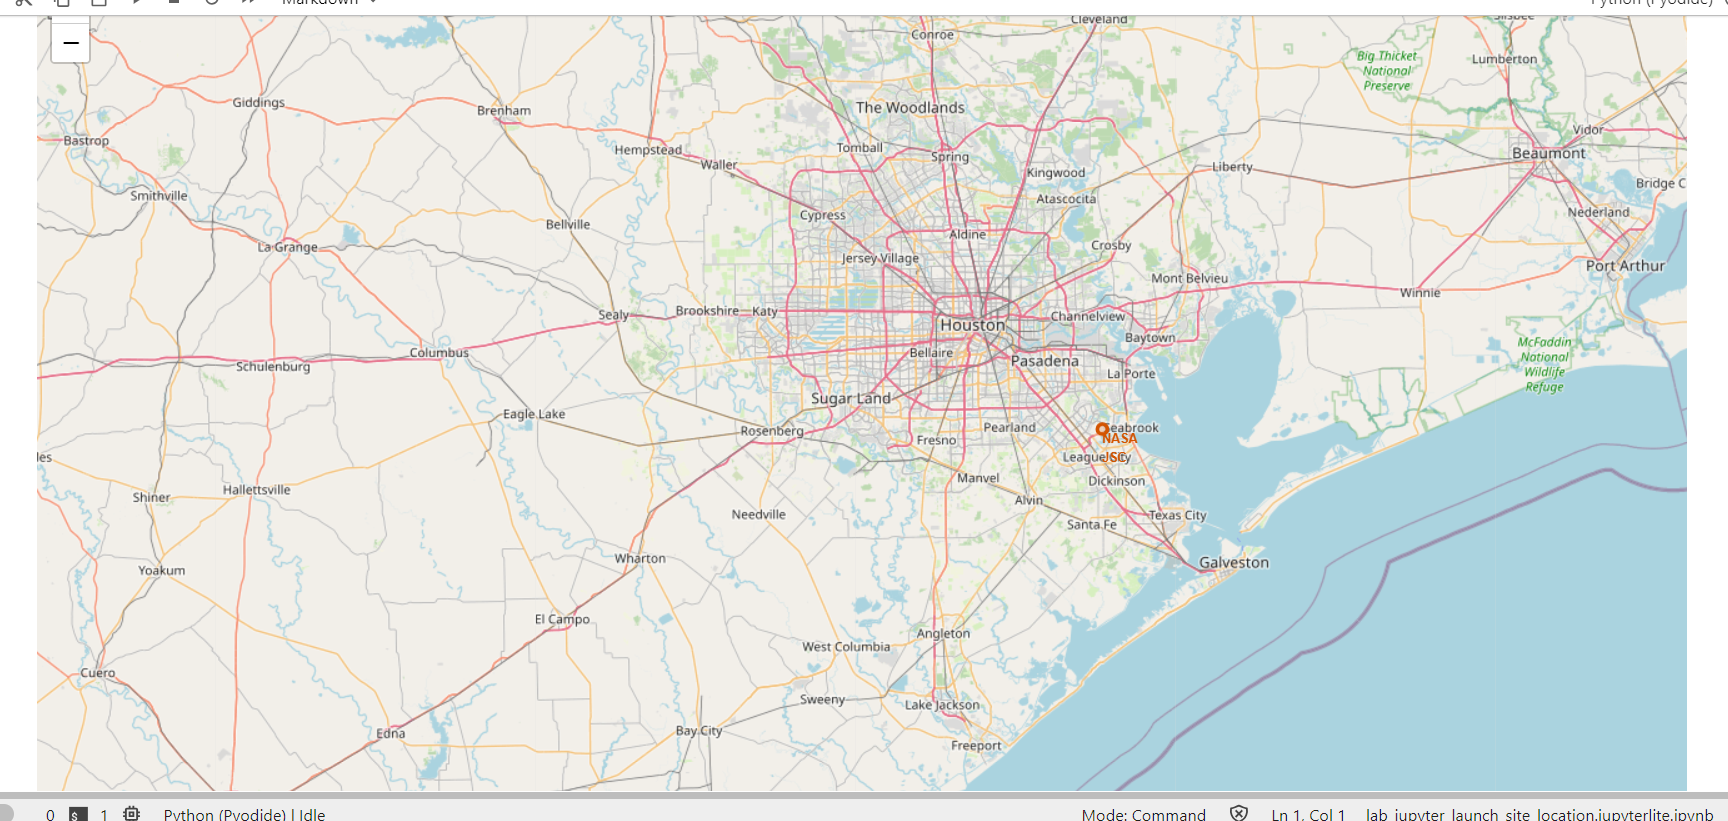 Markdown
Python (Pyodide)
−
Cleveland
Silsbee
Conroe
Big Thicket
National
Preserve
Lumberton
Giddings
Brenham
The Woodlands
Vidor
Bastrop
Hempstead
Tomball
Spring
Beaumont
Waller
Liberty
Kingwood
Bridge C
Smithville
Atascocita
Cypress
Nederland
Bellville
Aldine
La Grange
Crosby
Jersey Village
Port Arthur
Mont Belvieu
Winnie
Sealy
Brookshire
Katy
Channelview
Houston
Baytown
McFaddin
National
Wildlife
Refuge
Columbus
Bellaire
Pasadena
Schulenburg
La Porte
Sugar Land
Eagle Lake
Rosenberg
Pearland
eabrook
NASA
JSC
Fresno
les
League City
Manvel
Dickinson
Shiner
Hallettsville
Alvin
Needville
Texas City
Santa Fe
Wharton
Galveston
Yoakum
El Campo
Angleton
West Columbia
Cuero
Sweeny
Lake Jackson
Edna
Bay City
Freeport
0
$
1
Python (Pyodide) | Idle
Mode: Command
Ln 1, Col 1
lab_jupyter_launch_site_location.jupyterlite.ipynb